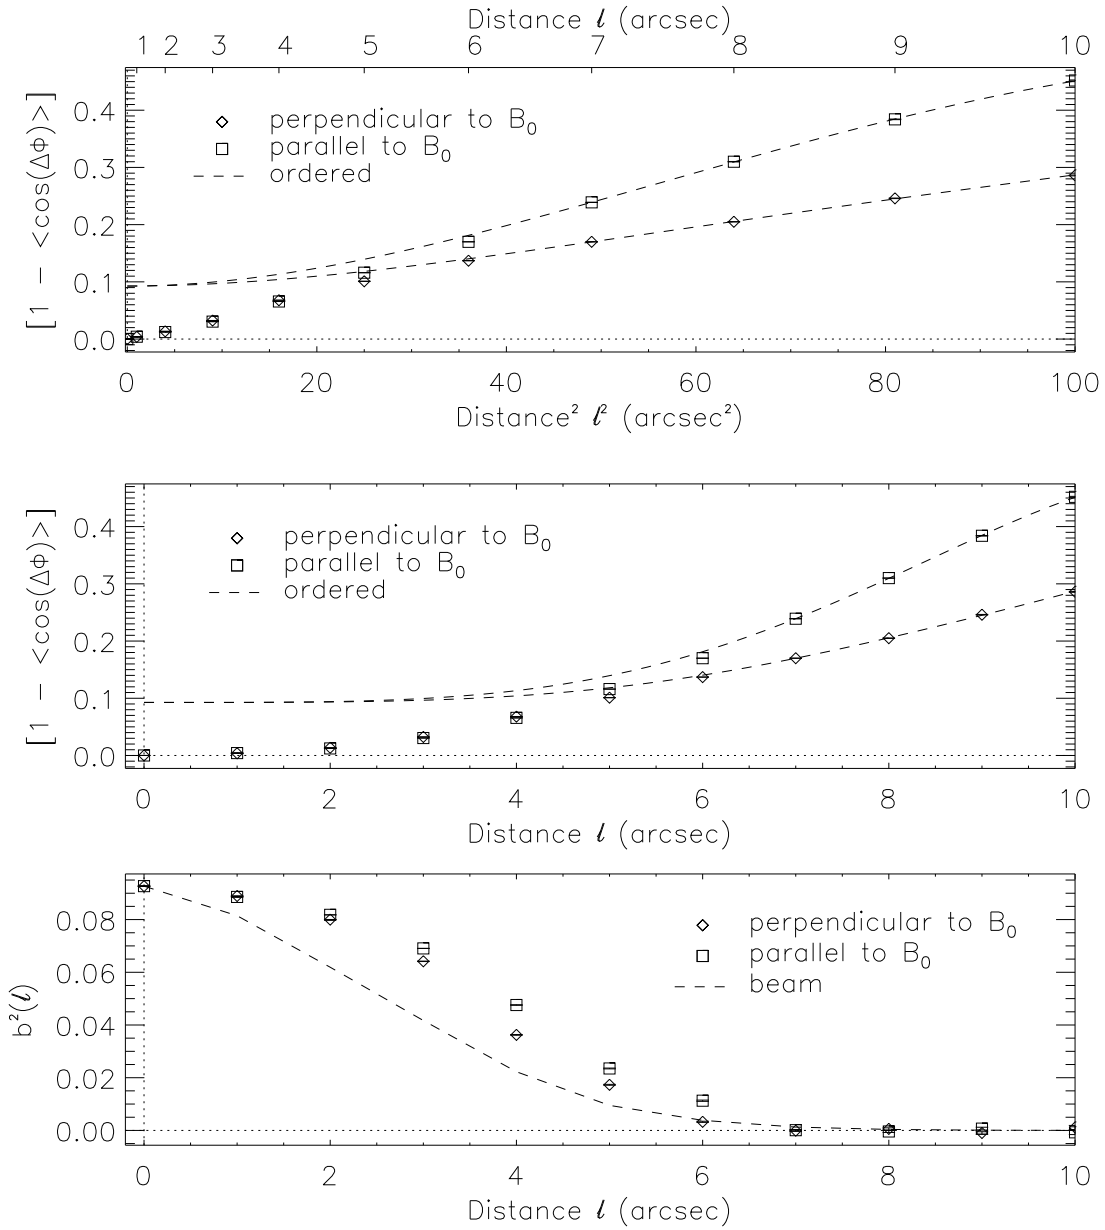 Distance ℓ (arcsec)
1 2 3 4 5 6 7 8 9 10
[1 − <cos(ΔΦ)>]
0.4
0.3
0.2
0.1
0.0
perpendicular to B₀
parallel to B₀
ordered
0 20 40 60 80 100
Distance² ℓ² (arcsec²)
[1 − <cos(ΔΦ)>]
0.4
0.3
0.2
0.1
0.0
perpendicular to B₀
parallel to B₀
ordered
0 2 4 6 8 10
Distance ℓ (arcsec)
b²(ℓ)
0.08
0.06
0.04
0.02
0.00
perpendicular to B₀
parallel to B₀
beam
0 2 4 6 8 10
Distance ℓ (arcsec)